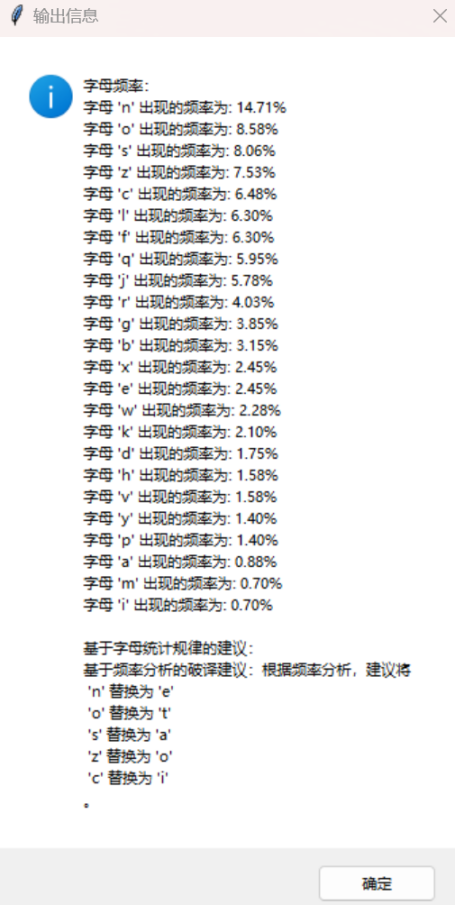 输出信息
字母频率：
字母 'n' 出现的频率为: 14.71%
字母 'o' 出现的频率为: 8.58%
字母 's' 出现的频率为: 8.06%
字母 'z' 出现的频率为: 7.53%
字母 'c' 出现的频率为: 6.48%
字母 'l' 出现的频率为: 6.30%
字母 'f' 出现的频率为: 6.30%
字母 'q' 出现的频率为: 5.95%
字母 'j' 出现的频率为: 5.78%
字母 'r' 出现的频率为: 4.03%
字母 'g' 出现的频率为: 3.85%
字母 'b' 出现的频率为: 3.15%
字母 'x' 出现的频率为: 2.45%
字母 'e' 出现的频率为: 2.45%
字母 'w' 出现的频率为: 2.28%
字母 'k' 出现的频率为: 2.10%
字母 'd' 出现的频率为: 1.75%
字母 'h' 出现的频率为: 1.58%
字母 'v' 出现的频率为: 1.58%
字母 'y' 出现的频率为: 1.40%
字母 'p' 出现的频率为: 1.40%
字母 'a' 出现的频率为: 0.88%
字母 'm' 出现的频率为: 0.70%
字母 'i' 出现的频率为: 0.70%
基于字母统计规律的建议：
基于频率分析的破译建议：根据频率分析，建议将
'n' 替换为 'e'
'o' 替换为 't'
's' 替换为 'a'
'z' 替换为 'o'
'c' 替换为 'i'
。
确定